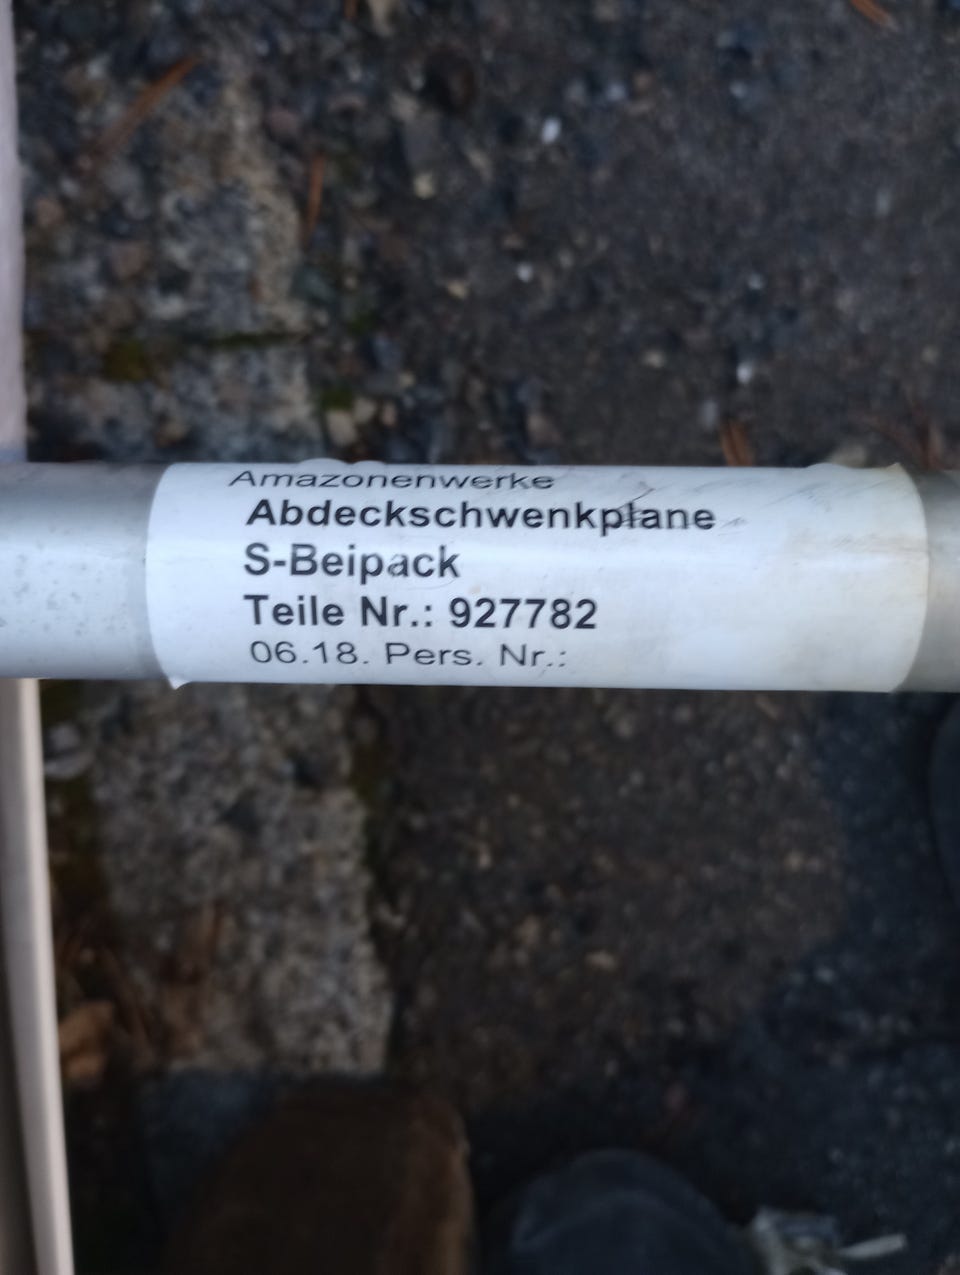 Amazonenwerke
Abdeckschwenkplane
S-Beipack
Teile Nr.: 927782
06.18. Pers. Nr.: